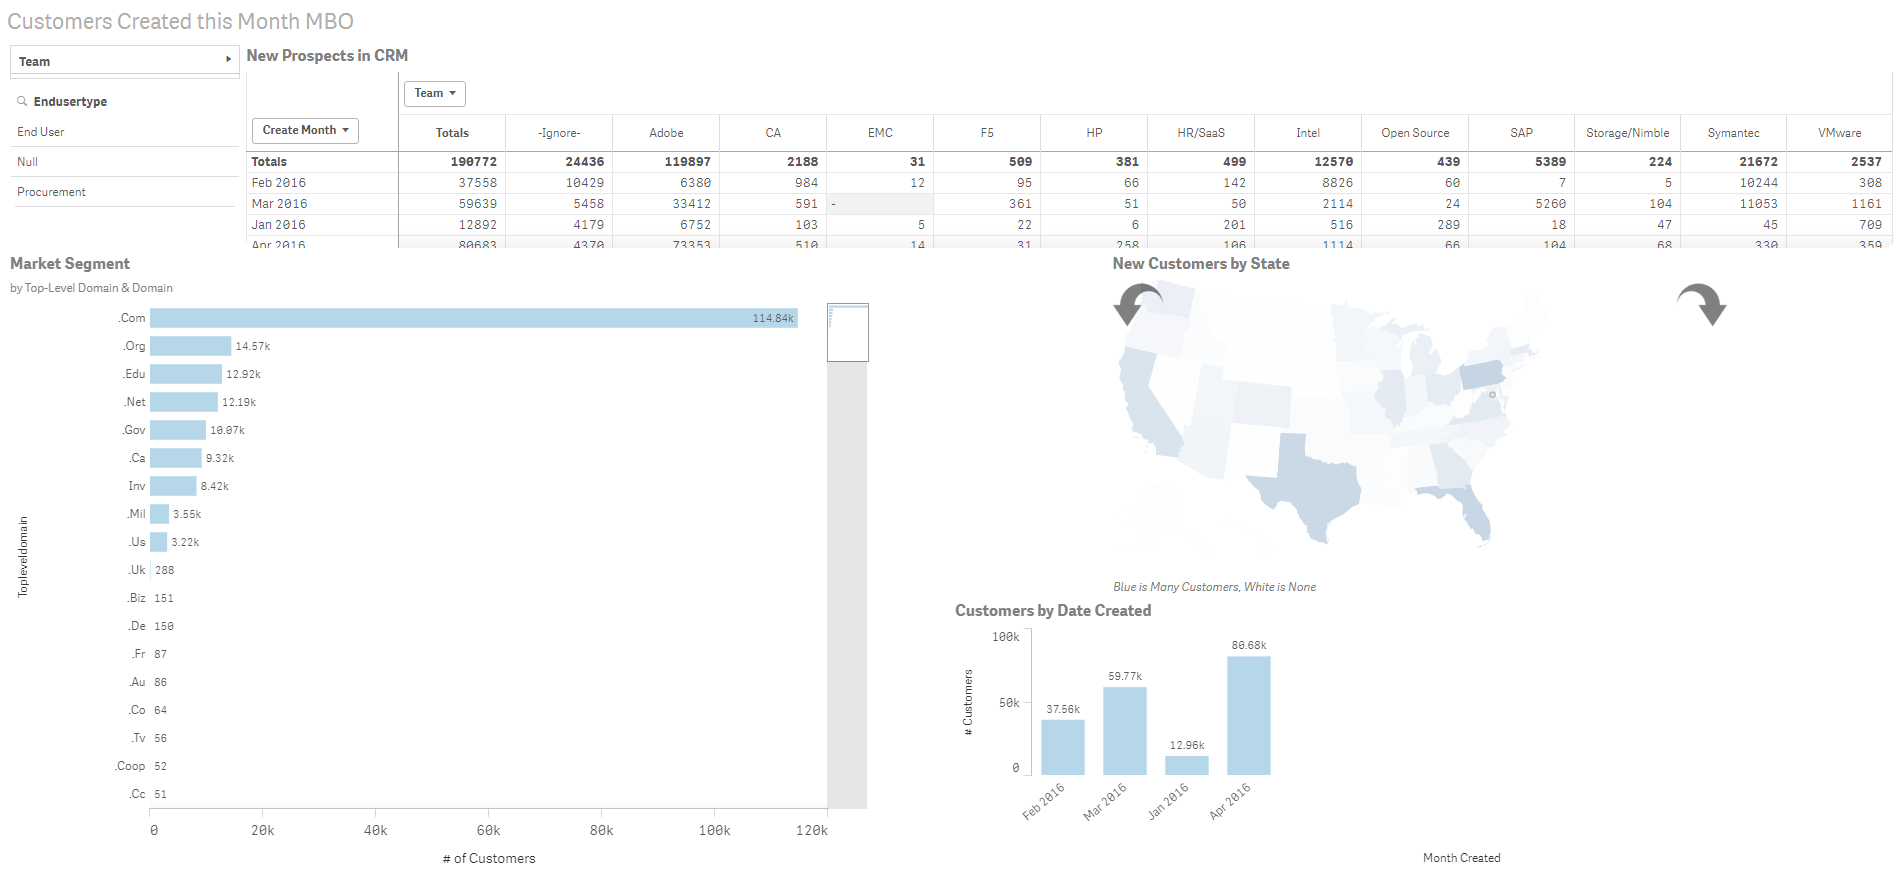 Customers Created this Month MBO
Team
New Prospects in CRM
Endusertype
End User
Null
Procurement
Team
Create Month
Totals -Ignore- Adobe CA EMC F5 HP HR/SaaS Intel Open Source SAP Storage/Nimble Symantec VMware
Totals 190772 24436 119897 2188 31 509 381 499 12570 439 5389 224 21672 2537
Feb 2016 37558 10429 6380 984 12 95 66 142 8826 60 7 5 10244 308
Mar 2016 59639 5458 33412 591 - 361 51 50 2114 24 5260 104 11053 1161
Jan 2016 12892 4179 6752 103 5 22 6 201 516 289 18 47 45 709
Apr 2016 80683 4370 73353 510 14 31 258 106 1114 66 104 68 330 359
Market Segment
by Top-Level Domain & Domain
Topleveldomain
.Com 114.84k
.Org 14.57k
.Edu 12.92k
.Net 12.19k
.Gov 10.07k
.Ca 9.32k
Inv 8.42k
.Mil 3.55k
.Us 3.22k
.Uk 288
.Biz 151
.De 150
.Fr 87
.Au 86
.Co 64
.Tv 56
.Coop 52
.Cc 51
0 20k 40k 60k 80k 100k 120k
# of Customers
New Customers by State
Blue is Many Customers, White is None
Customers by Date Created
# Customers
100k
50k
0
37.56k
59.77k
12.96k
80.68k
Feb 2016
Mar 2016
Jan 2016
Apr 2016
Month Created